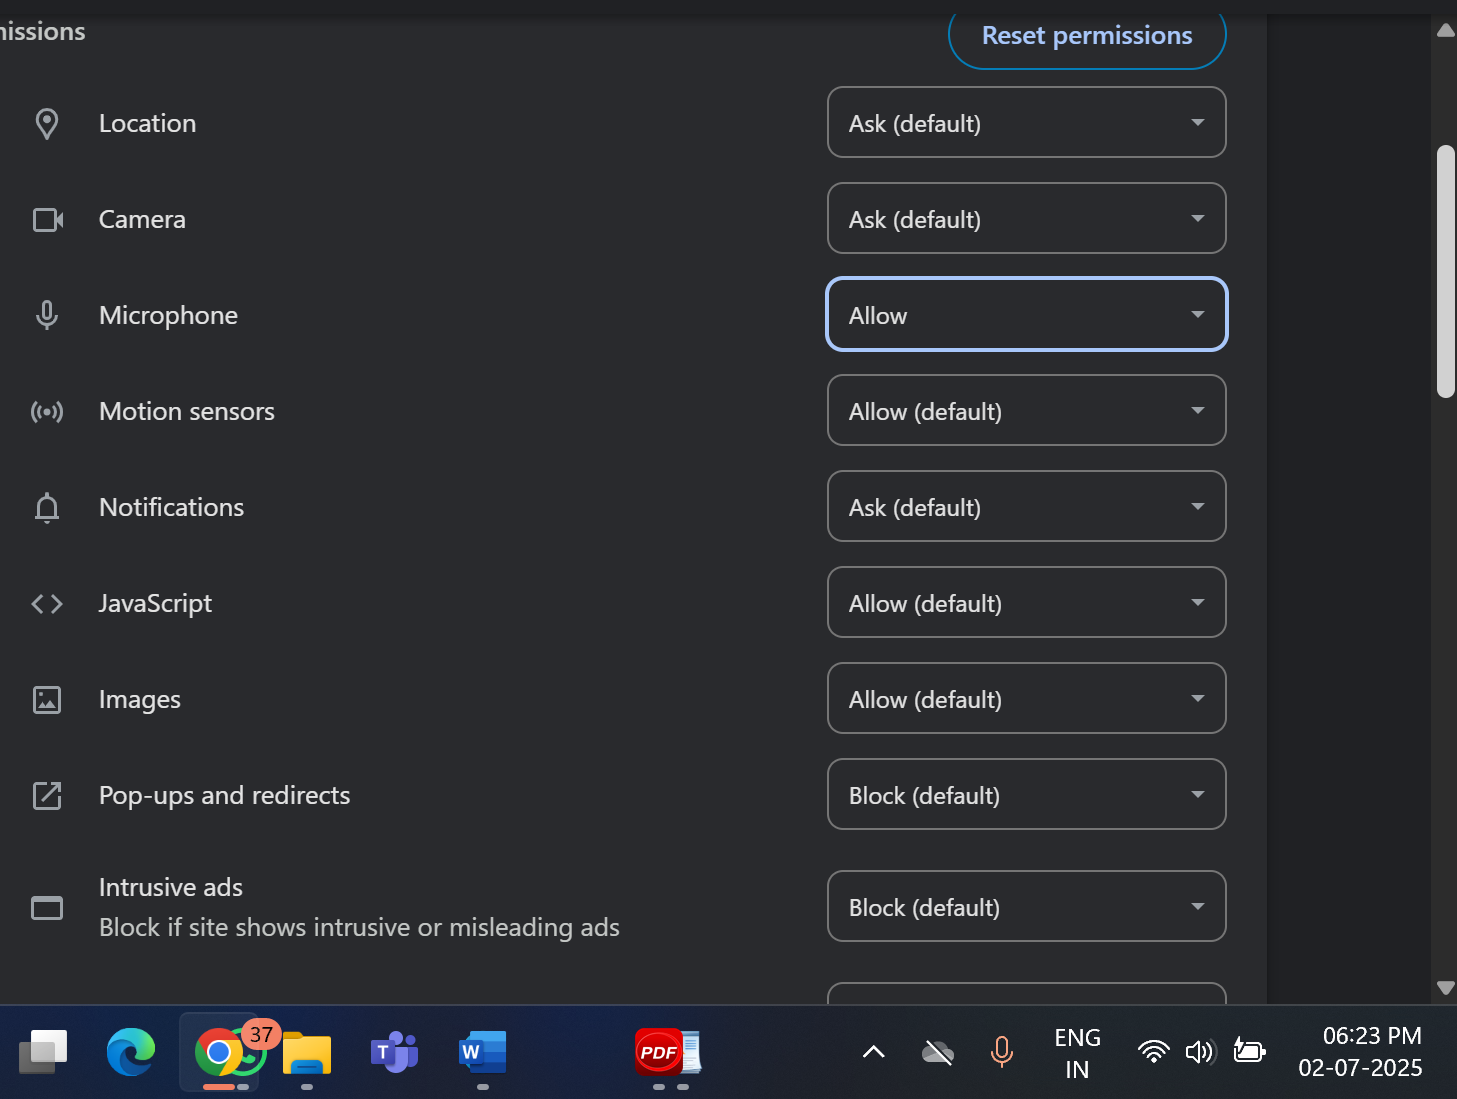 missions
Reset permissions
Location
Ask (default)
Camera
Ask (default)
Microphone
Allow
Motion sensors
Allow (default)
Notifications
Ask (default)
JavaScript
Allow (default)
Images
Allow (default)
Pop-ups and redirects
Block (default)
Intrusive ads
Block if site shows intrusive or misleading ads
Block (default)
37
T
W
PDF
ENG
IN
06:23 PM
02-07-2025